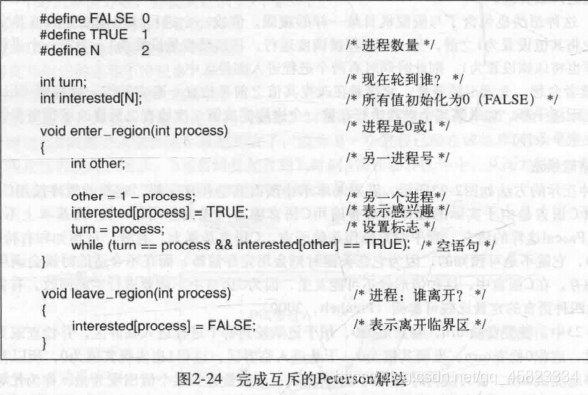 #define FALSE 0
#define TRUE 1
#define N 2 /* 进程数量 */
int turn; /* 现在轮到谁？ */
int interested[N]; /* 所有值初始化为0（FALSE） */
void enter_region(int process) /* 进程是0或1 */
{
int other; /* 另一进程号 */
other = 1 – process; /* 另一个进程 */
interested[process] = TRUE; /* 表示感兴趣 */
turn = process; /* 设置标志 */
while (turn == process && interested[other] == TRUE); /* 空语句 */
}
void leave_region(int process) /* 进程：谁离开？ */
{
interested[process] = FALSE; /* 表示离开临界区 */
}
图2-24 完成互斥的Peterson解法